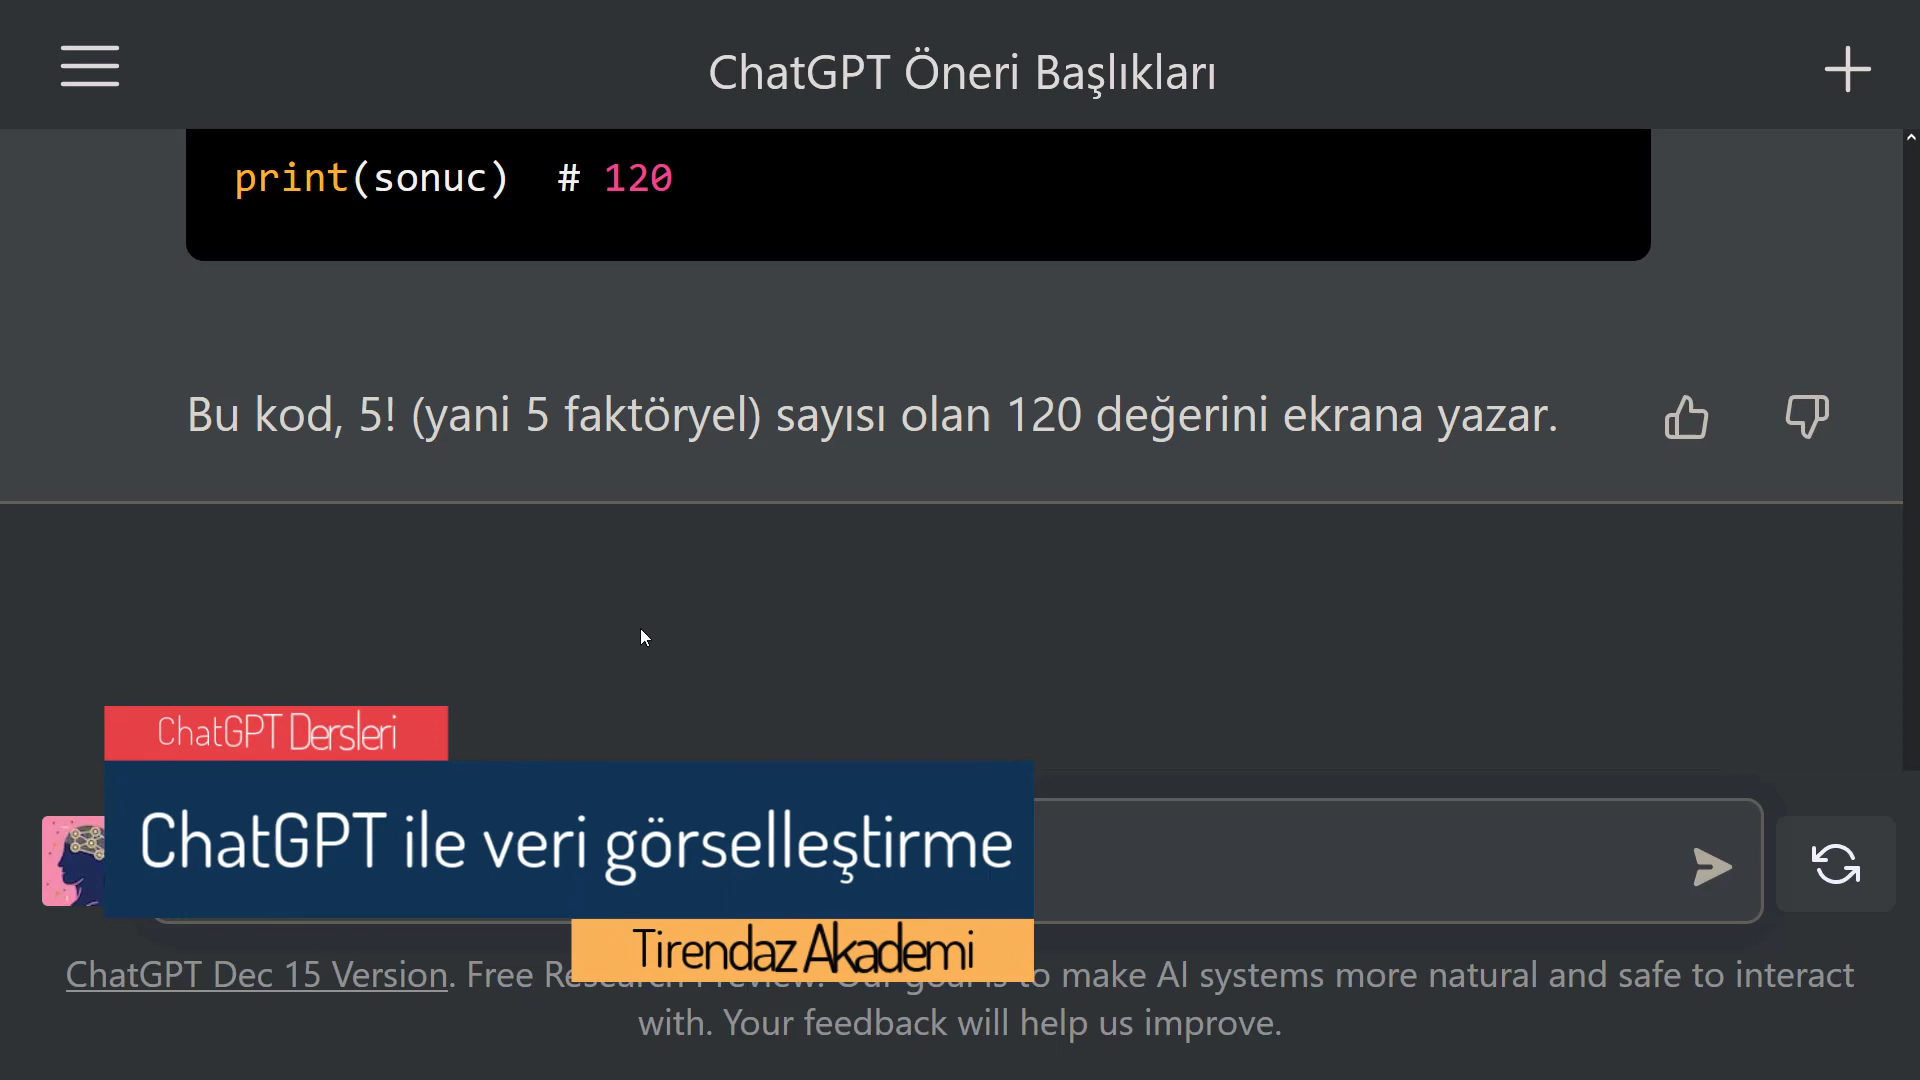 ChatGPT Öneri Başlıkları
print(sonuc)  # 120
Bu kod, 5! (yani 5 faktöryel) sayısı olan 120 değerini ekrana yazar.
ChatGPT Dersleri
ChatGPT ile veri görselleştirme
Tirendaz Akademi
ChatGPT Dec 15 Version. Free to make AI systems more natural and safe to interact
with. Your feedback will help us improve.